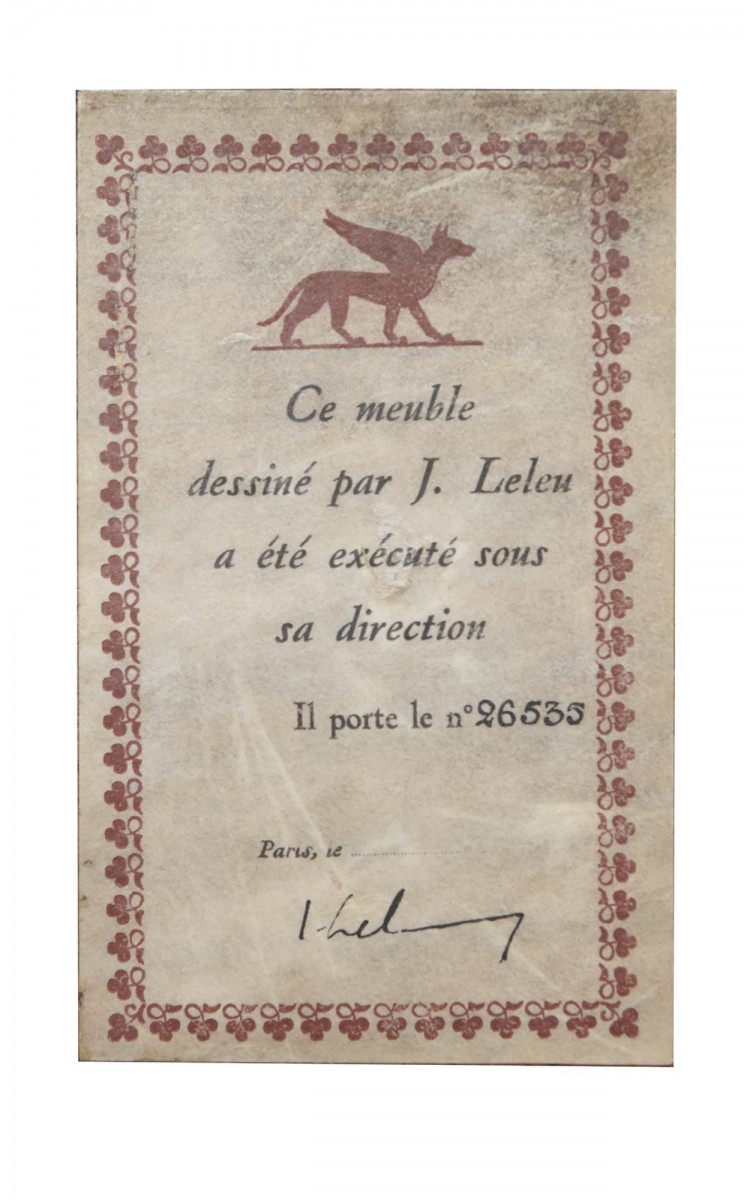 Ce meuble
dessiné par J. Leleu
a été exécuté sous
sa direction
Il porte le n° 26535
Paris, le